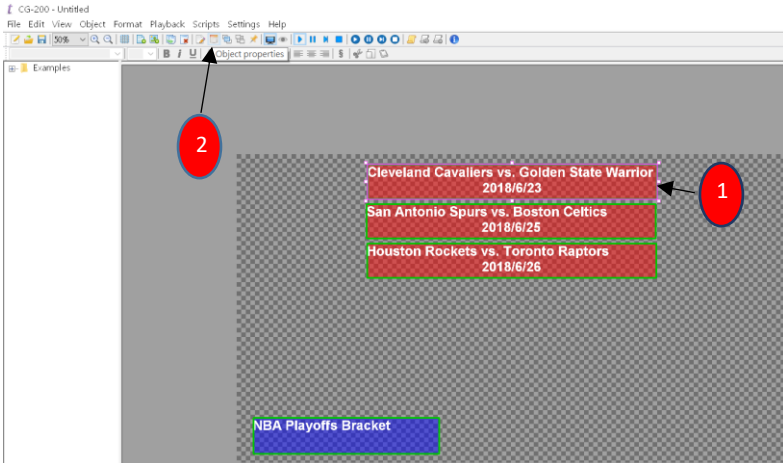 CG-200 - Untitled
File Edit View Object Format Playback Scripts Settings Help
50%
B i U Object properties $
Examples
2
Cleveland Cavaliers vs. Golden State Warrior
2018/6/23
1
San Antonio Spurs vs. Boston Celtics
2018/6/25
Houston Rockets vs. Toronto Raptors
2018/6/26
NBA Playoffs Bracket